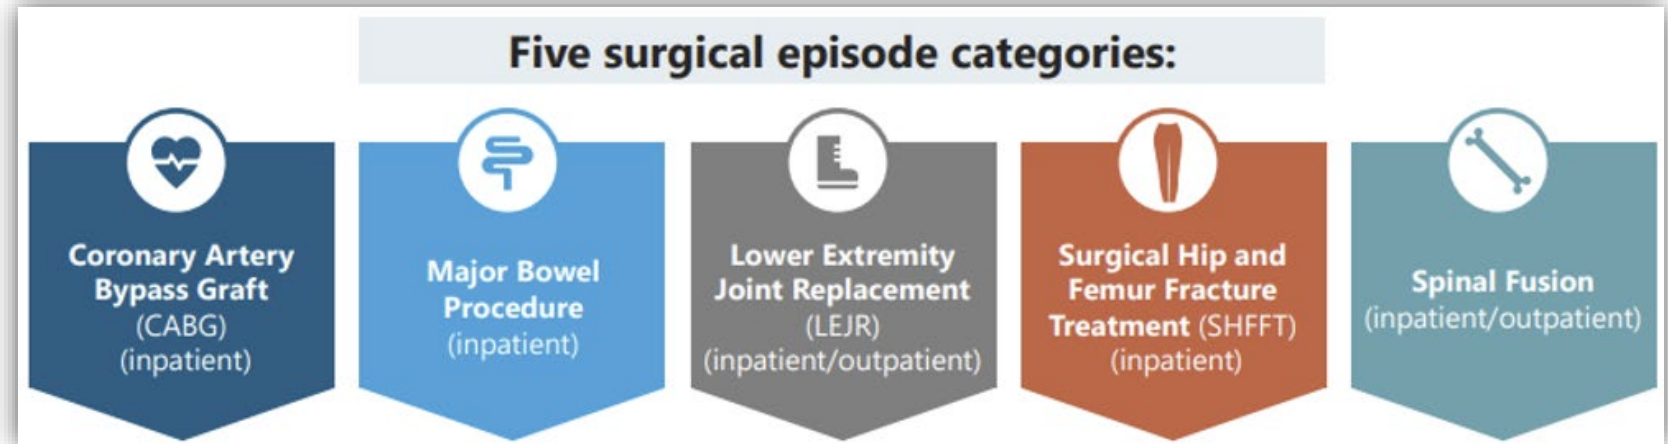 Five surgical episode categories:
Coronary Artery
Bypass Graft
(CABG)
(inpatient)
Major Bowel
Procedure
(inpatient)
Lower Extremity
Joint Replacement
(LEJR)
(inpatient/outpatient)
Surgical Hip and
Femur Fracture
Treatment (SHFFT)
(inpatient)
Spinal Fusion
(inpatient/outpatient)